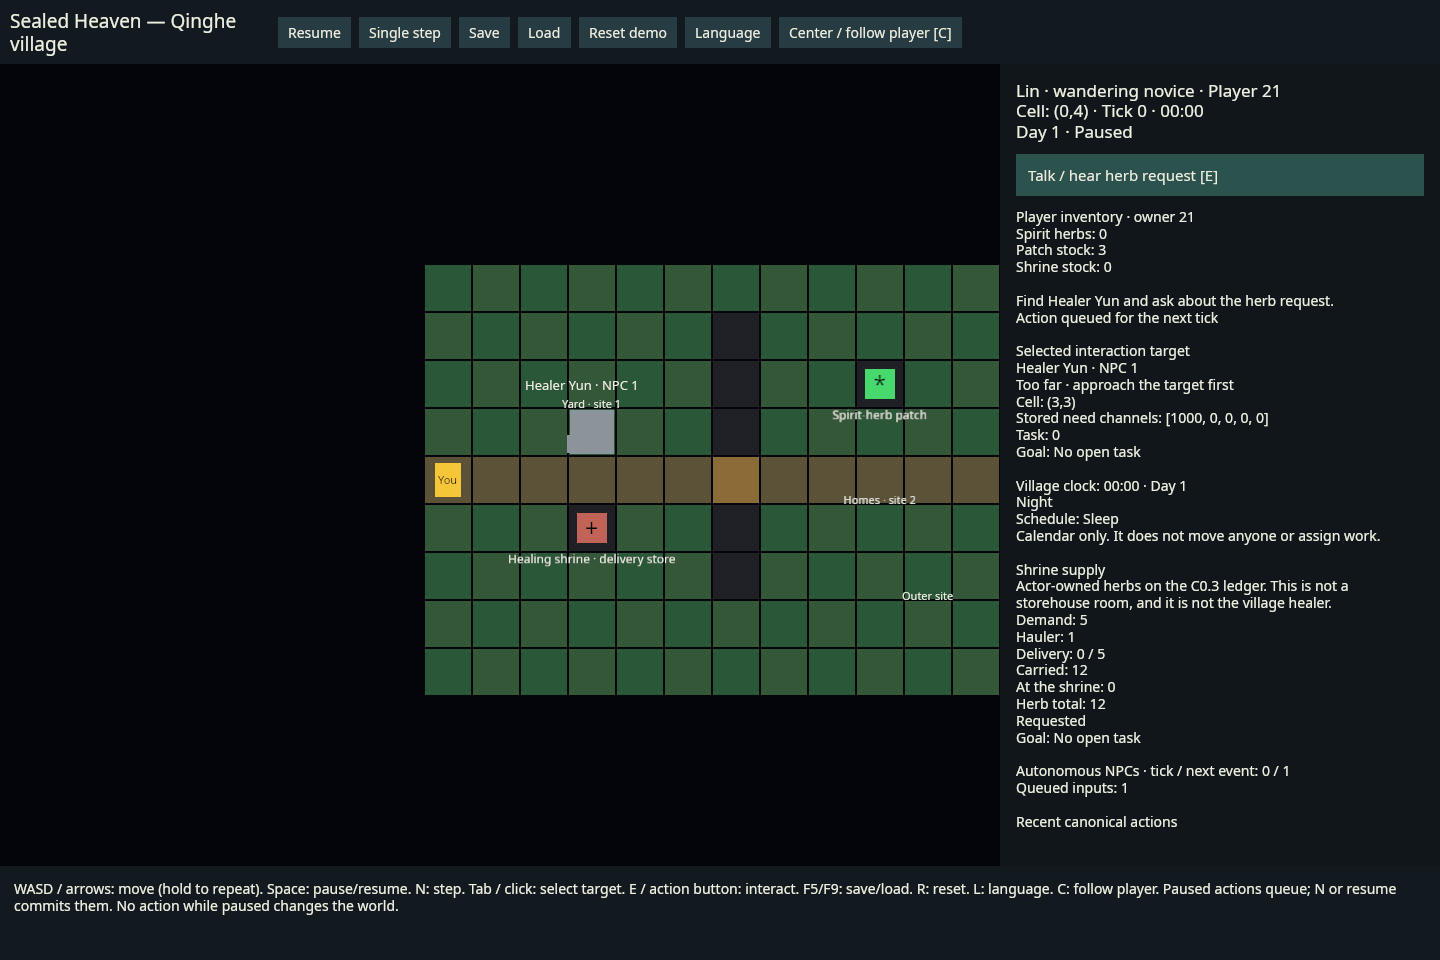 Sealed Heaven — Qinghe
village
Resume
Single step
Save
Load
Reset demo
Language
Center / follow player [C]
Lin · wandering novice · Player 21
Cell: (0,4) · Tick 0 · 00:00
Day 1 · Paused
Talk / hear herb request [E]
Player inventory · owner 21
Spirit herbs: 0
Patch stock: 3
Shrine stock: 0
Find Healer Yun and ask about the herb request.
Action queued for the next tick
Selected interaction target
Healer Yun · NPC 1
Too far · approach the target first
Cell: (3,3)
Stored need channels: [1000, 0, 0, 0, 0]
Task: 0
Goal: No open task
Village clock: 00:00 · Day 1
Night
Schedule: Sleep
Calendar only. It does not move anyone or assign work.
Shrine supply
Actor-owned herbs on the C0.3 ledger. This is not a
storehouse room, and it is not the village healer.
Demand: 5
Hauler: 1
Delivery: 0 / 5
Carried: 12
At the shrine: 0
Herb total: 12
Requested
Goal: No open task
Autonomous NPCs · tick / next event: 0 / 1
Queued inputs: 1
Recent canonical actions
Healer Yun · NPC 1
Yard · site 1
*
Spirit herb patch
You
Homes · site 2
+
Healing shrine · delivery store
Outer site
WASD / arrows: move (hold to repeat). Space: pause/resume. N: step. Tab / click: select target. E / action button: interact. F5/F9: save/load. R: reset. L: language. C: follow player. Paused actions queue; N or resume
commits them. No action while paused changes the world.